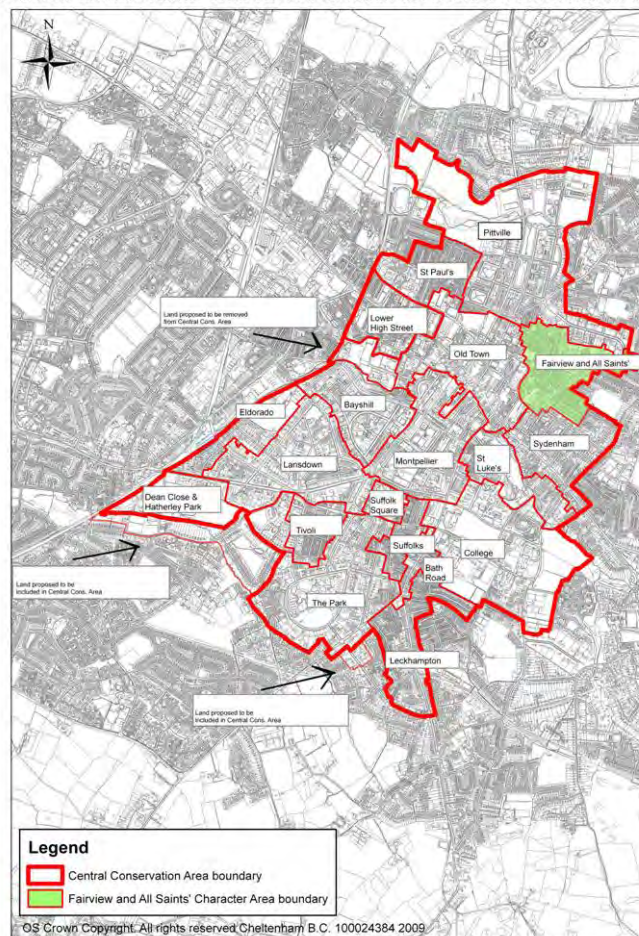 N
Pittville
St Paul's
Land proposed to be removed
from Central Cons. Area
Lower
High Street
Old Town
Fairview and All Saints'
Eldorado
Bayshill
Sydenham
Lansdown
Montpellier
St
Luke's
Dean Close &
Hatherley Park
Suffolk
Square
Tivoli
Suffolks
College
Land proposed to be
included in Central Cons. Area
Bath
Road
The Park
Leckhampton
Land proposed to be
included in Central Cons. Area
Legend
Central Conservation Area boundary
Fairview and All Saints' Character Area boundary
OS Crown Copyright. All rights reserved Cheltenham B.C. 100024384 2009